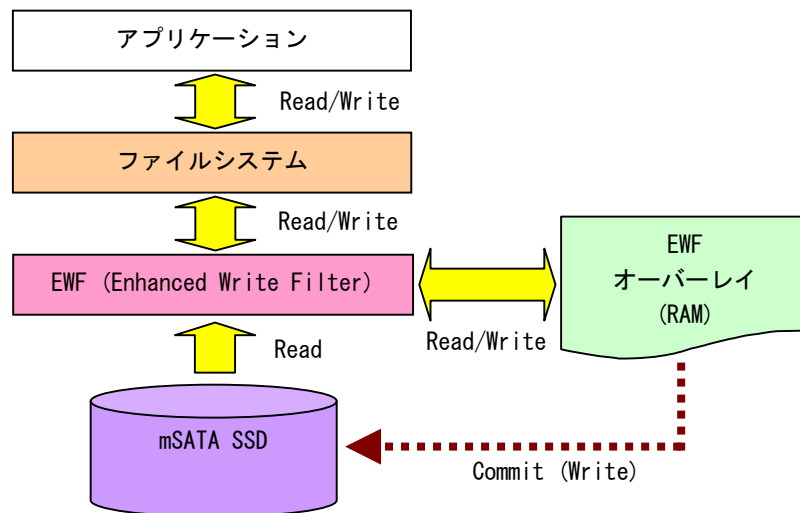 アプリケーション
Read/Write
ファイルシステム
Read/Write
EWF (Enhanced Write Filter)
EWF
オーバーレイ
(RAM)
Read/Write
Read
mSATA SSD
Commit (Write)